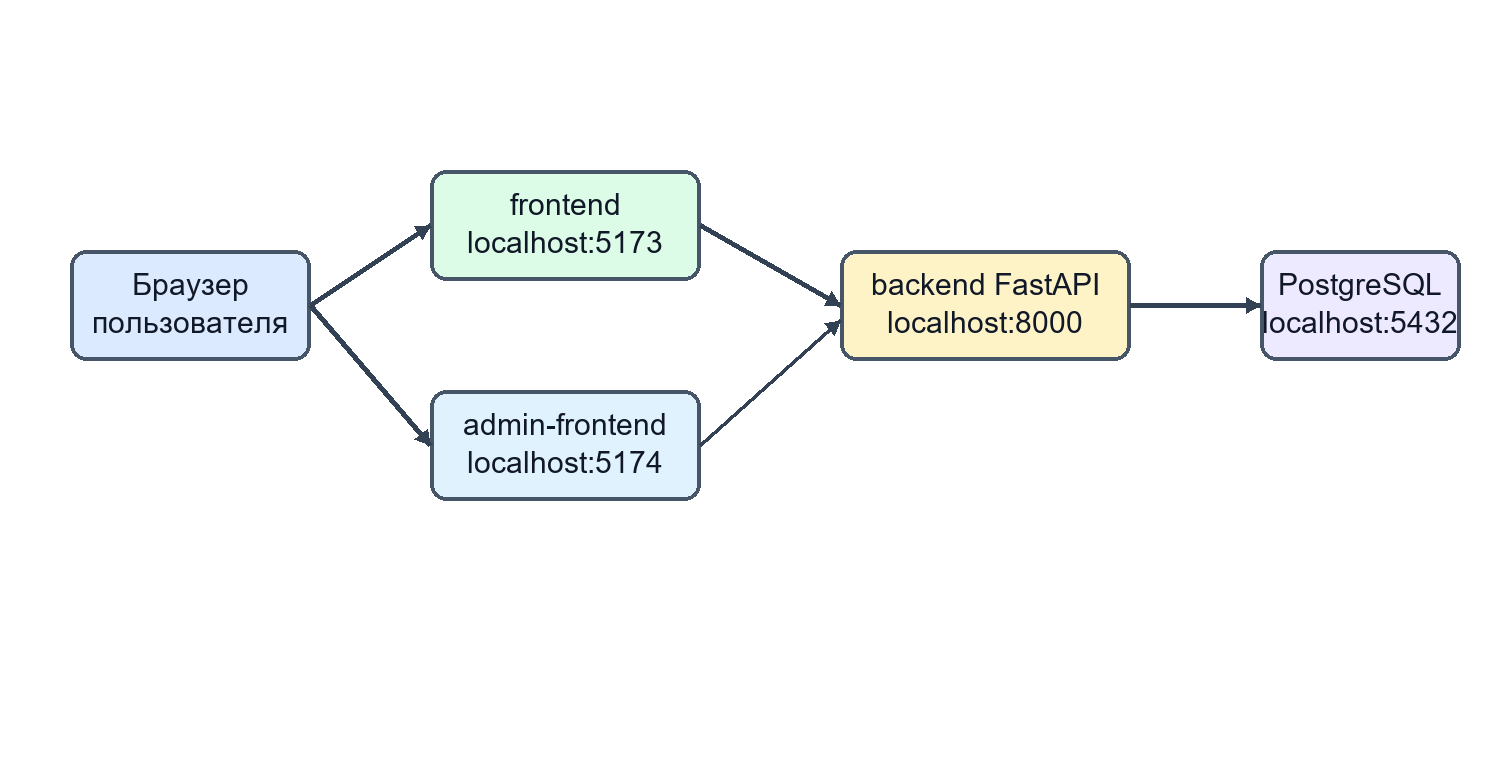 Браузер
пользователя
frontend
localhost:5173
admin-frontend
localhost:5174
backend FastAPI
localhost:8000
PostgreSQL
localhost:5432